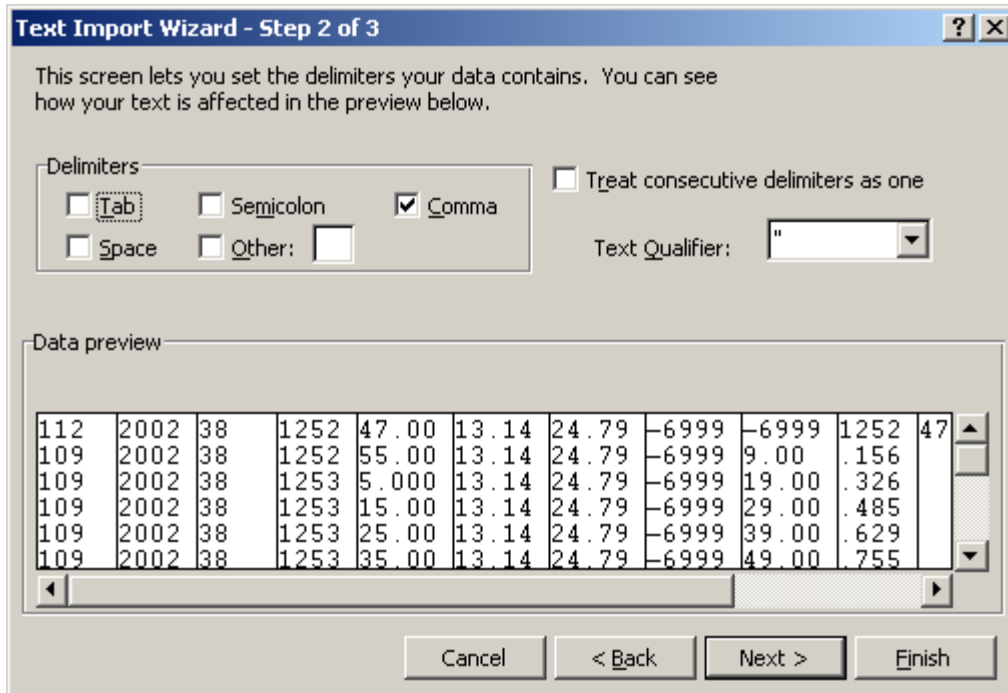 Text Import Wizard - Step 2 of 3
This screen lets you set the delimiters your data contains. You can see
how your text is affected in the preview below.
Delimiters
Tab Semicolon Comma
Space Other:
Treat consecutive delimiters as one
Text Qualifier: "
Data preview
112 2002 38 1252 47.00 13.14 24.79 -6999 -6999 1252 47
109 2002 38 1252 55.00 13.14 24.79 -6999 9.00 .156
109 2002 38 1253 5.000 13.14 24.79 -6999 19.00 .326
109 2002 38 1253 15.00 13.14 24.79 -6999 29.00 .485
109 2002 38 1253 25.00 13.14 24.79 -6999 39.00 .629
109 2002 38 1253 35.00 13.14 24.79 -6999 49.00 .755
Cancel < Back Next > Finish